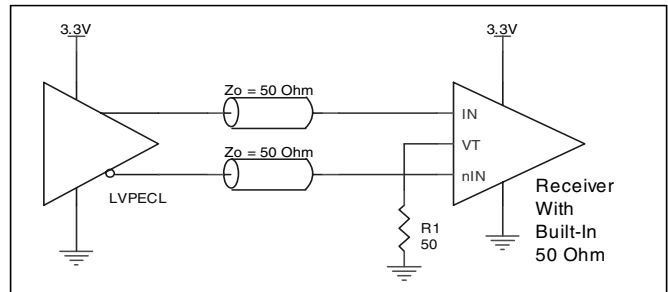 3.3V
3.3V
Zo = 50 Ohm
IN
VT
Zo = 50 Ohm
nIN
LVPECL
R1
50
Receiver
With
Built-In
50 Ohm